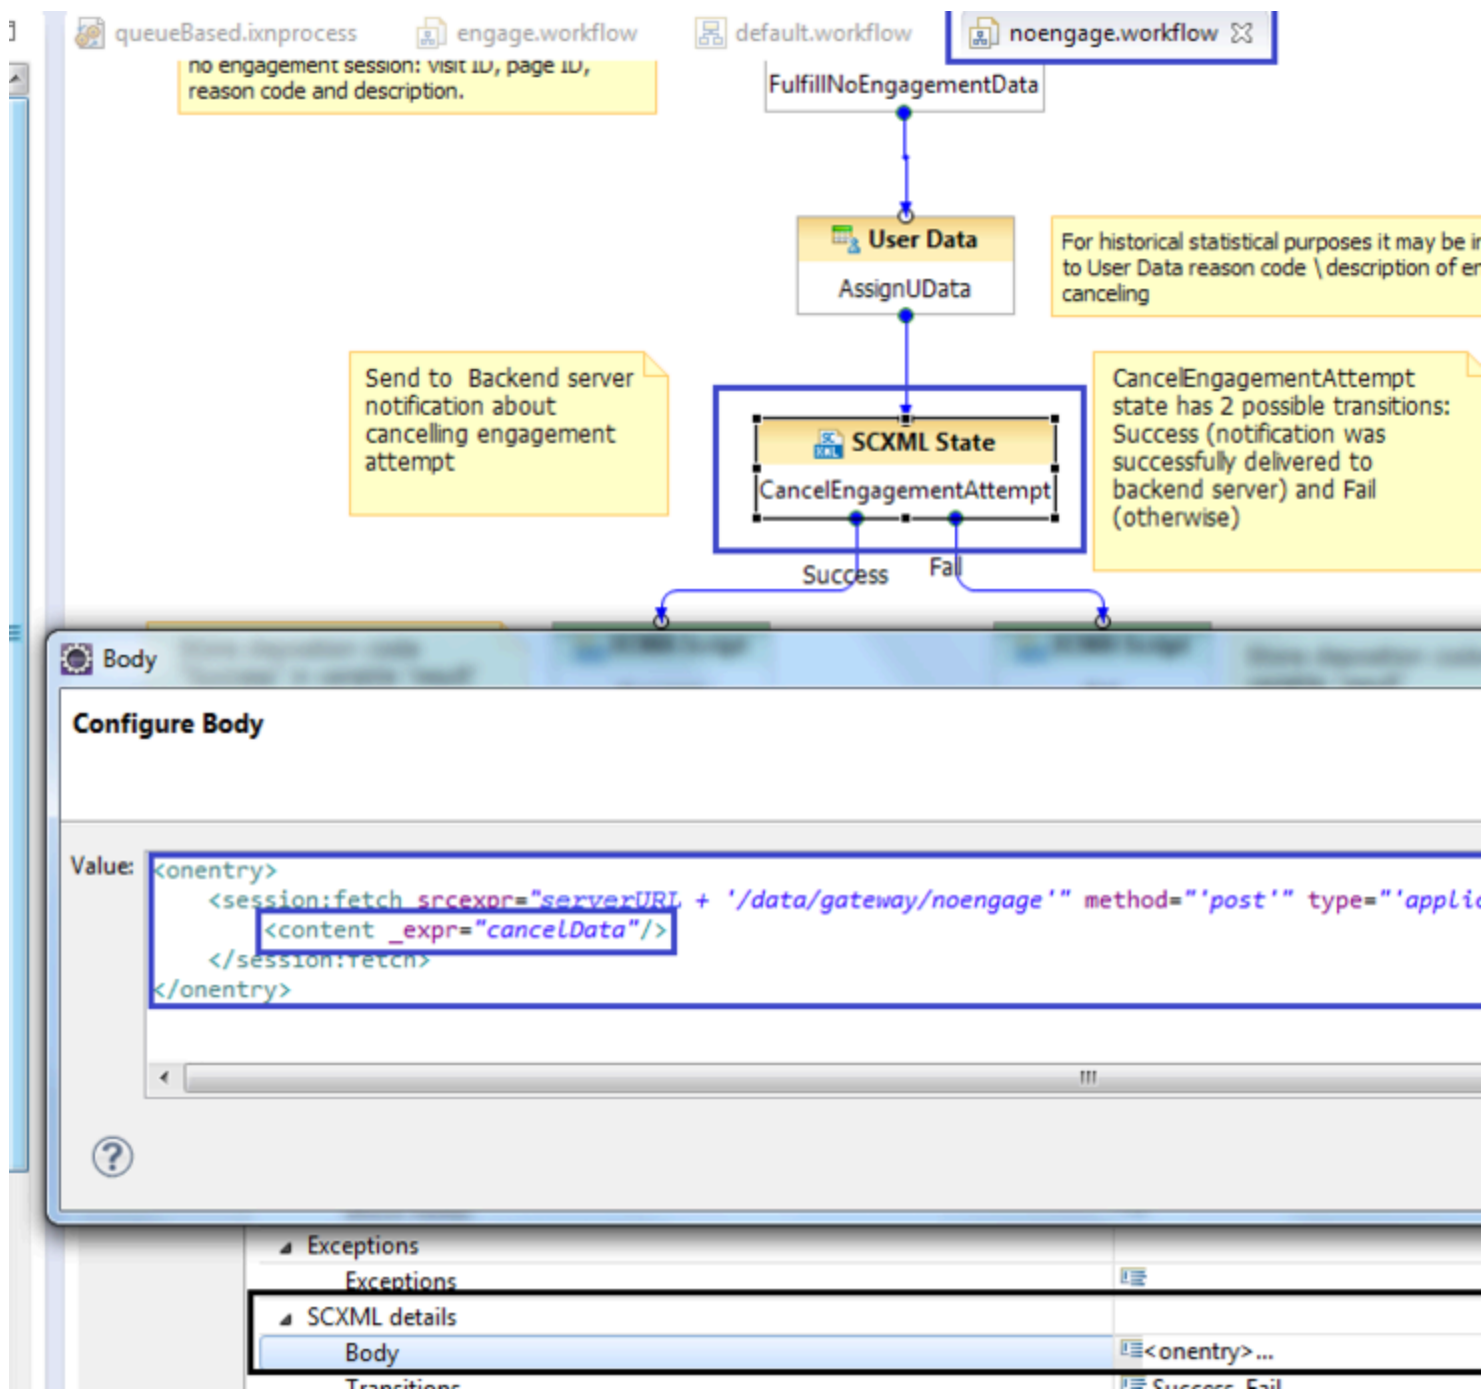 queueBased.ixnprocess
engage.workflow
default.workflow
noengage.workflow
no engagement session: visit ID, page ID,
reason code and description.
FulfillNoEngagementData
User Data
AssignUData
For historical statistical purposes it may be
to User Data reason code \ description of
canceling
Send to Backend server
notification about
cancelling engagement
attempt
SCXML State
CancelEngagementAttempt
CancelEngagementAttempt
state has 2 possible transitions:
Success (notification was
successfully delivered to
backend server) and Fail
(otherwise)
Success
Fail
Body
Configure Body
Value:
<onentry>
<session:fetch srcexpr="serverURL + '/data/gateway/noengage'" method="'post'" type="'applic
<content _expr="cancelData"/>
</session:fetch>
</onentry>
Exceptions
Exceptions
SCXML details
Body
<onentry>...
Transitions
Success, Fail